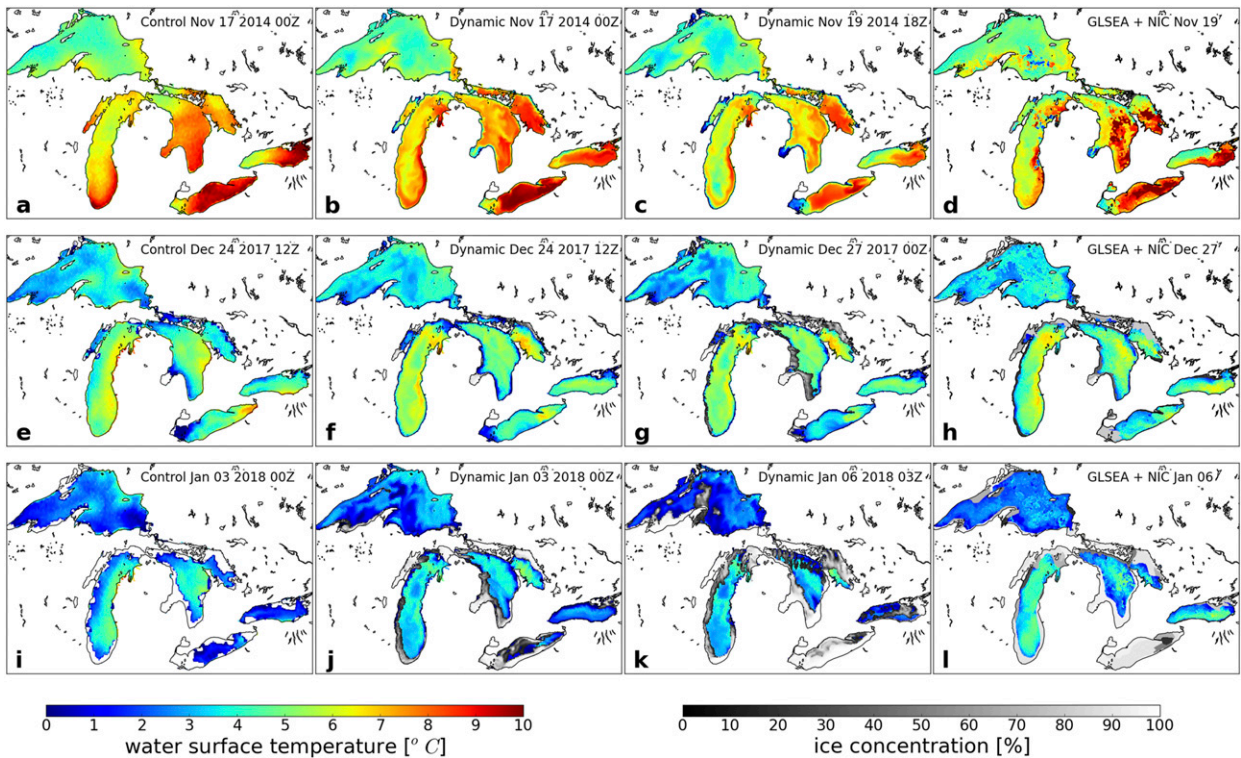 Control Nov 17 2014 00Z
Dynamic Nov 17 2014 00Z
Dynamic Nov 19 2014 18Z
GLSEA + NIC Nov 19
a
b
c
d
Control Dec 24 2017 12Z
Dynamic Dec 24 2017 12Z
Dynamic Dec 27 2017 00Z
GLSEA + NIC Dec 27
e
f
g
h
Control Jan 03 2018 00Z
Dynamic Jan 03 2018 00Z
Dynamic Jan 06 2018 03Z
GLSEA + NIC Jan 06
i
j
k
l
0 1 2 3 4 5 6 7 8 9 10
water surface temperature [° C]
0 10 20 30 40 50 60 70 80 90 100
ice concentration [%]